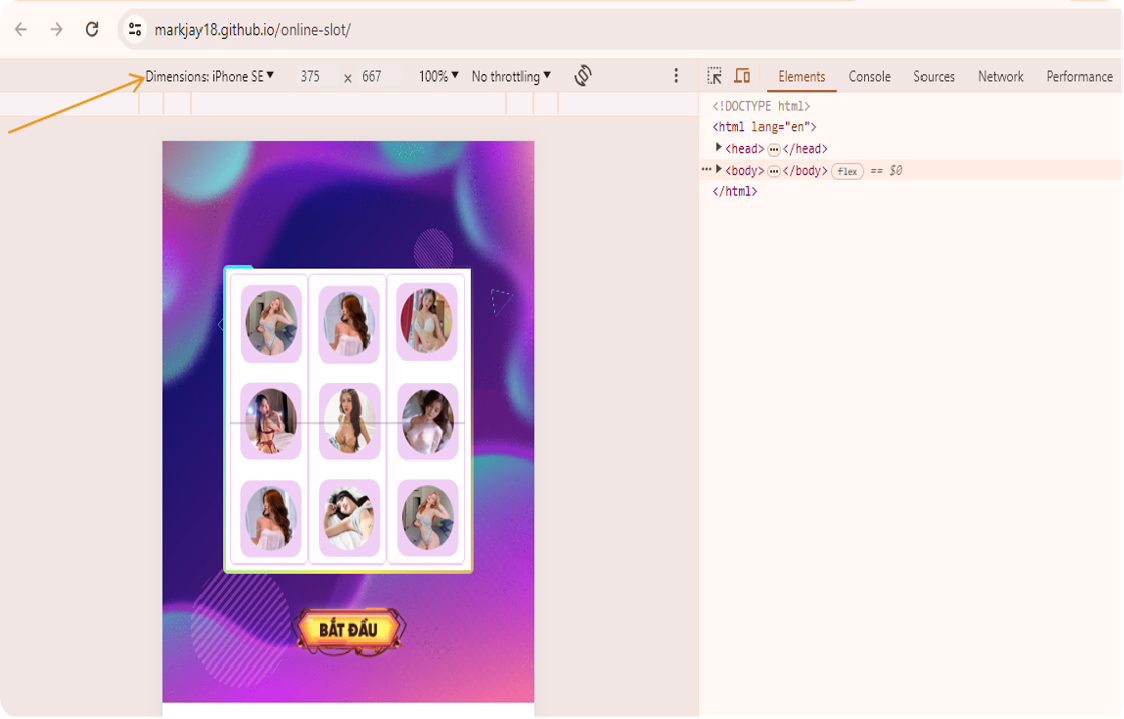 markjay18.github.io/online-slot/
Dimensions: iPhone SE ▼ 375 x 667 100% ▼ No throttling ▼
Elements Console Sources Network Performance
<!DOCTYPE html>
<html lang="en">
▶ <head> ••• </head>
••• ▶ <body> ••• </body> flex == $0
</html>
BẮT ĐẦU